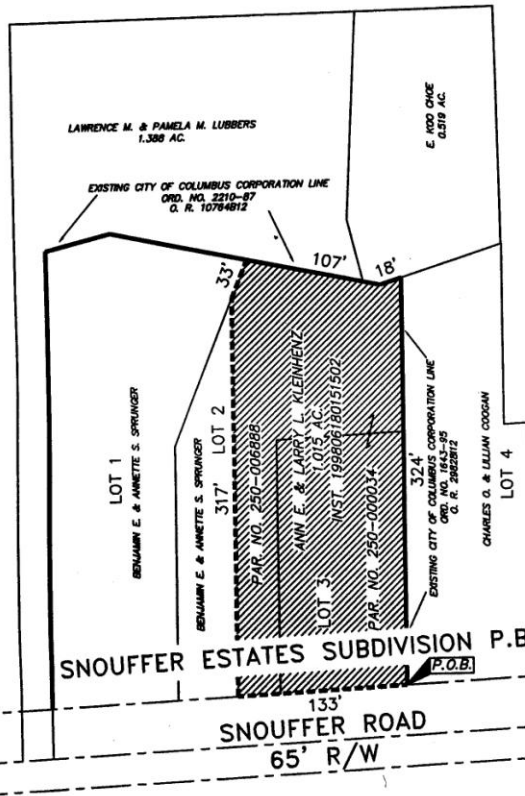 LAWRENCE M. & PAMELA M. LUBBERS
1.388 AC.
E. KOO CHOE
0.519 AC.
EXISTING CITY OF COLUMBUS CORPORATION LINE
ORD. NO. 2210-87
O. R. 10764B12
107'
18'
33'
LOT 1
BENJAMIN E. & ANNETTE S. SPRUNGER
BENJAMIN E. & ANNETTE S. SPRUNGER
LOT 2
317'
PAR. NO. 250-006888
ANN E. & LARRY L. KLEINHENZ
1.015 AC.
INST. 199806180151502
LOT 3
PAR. NO. 250-000034
324'
EXISTING CITY OF COLUMBUS CORPORATION LINE
ORD. NO. 1643-95
O. R. 29828I12
CHARLES O. & LILLIAN COOGAN
LOT 4
SNOUFFER ESTATES SUBDIVISION P.B
P.O.B.
133'
SNOUFFER ROAD
65' R/W